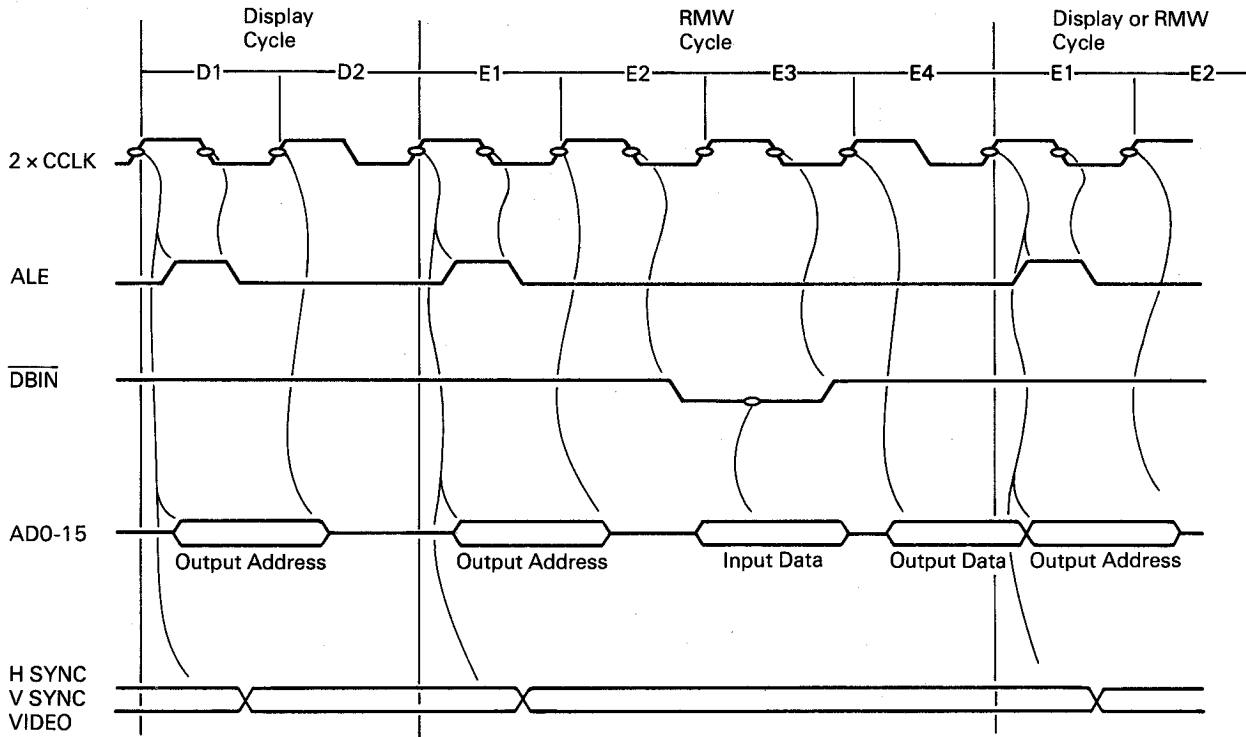 Display
Cycle
RMW
Cycle
Display or RMW
Cycle
D1 D2 E1 E2 E3 E4 E1 E2
2 × CCLK
ALE
DBIN
AD0-15
Output Address Output Address Input Data Output Data Output Address
H SYNC
V SYNC
VIDEO